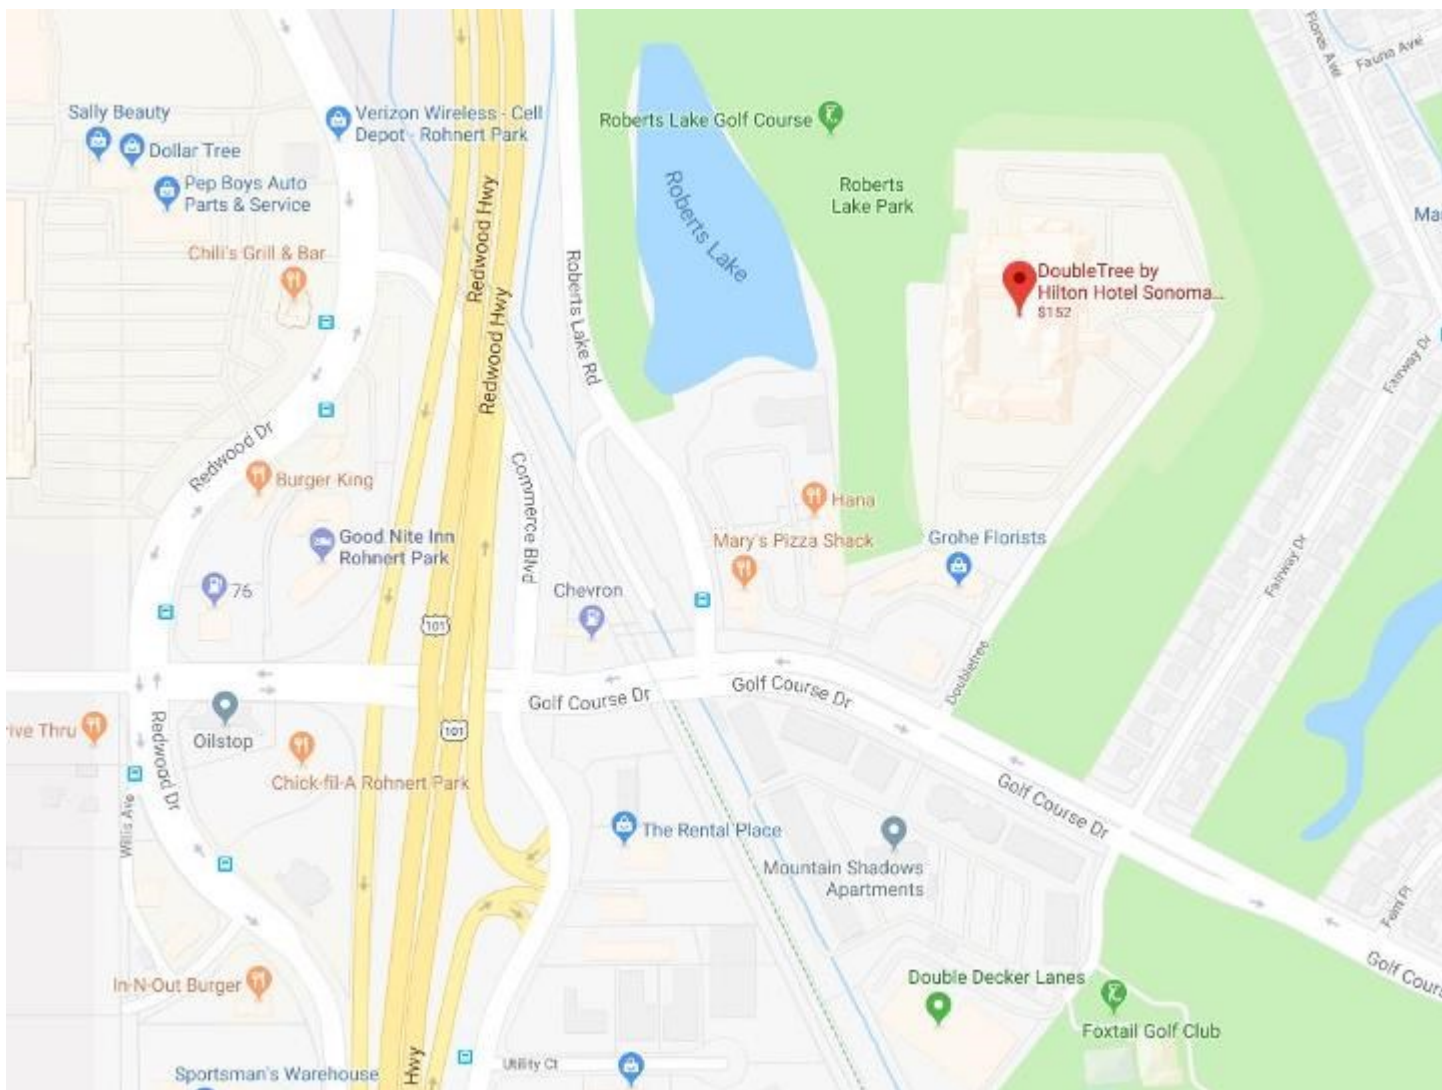 Flores Ave
Fauna Ave
Sally Beauty
Dollar Tree
Pep Boys Auto
Parts & Service
Chili's Grill & Bar
Verizon Wireless - Cell
Depot - Rohnert Park
Redwood Hwy
Redwood Hwy
Roberts Lake Golf Course
Roberts Lake
Roberts
Lake Park
Ma
DoubleTree by
Hilton Hotel Sonoma...
$152
Roberts Lake Rd
Fairway Dr
Redwood Dr
Burger King
Commerce Blvd
Hana
Good Nite Inn
Rohnert Park
Mary's Pizza Shack
Grohe Florists
Fairway Dr
76
Chevron
101
Doubletree
Golf Course Dr
Golf Course Dr
ive Thru
Oilstop
101
Redwood Dr
Chick-fil-A Rohnert Park
Golf Course Dr
Willis Ave
The Rental Place
Mountain Shadows
Apartments
Fern Pl
In-N-Out Burger
Double Decker Lanes
Golf Cours
Foxtail Golf Club
Utility Ct
Hwy
Sportsman's Warehouse